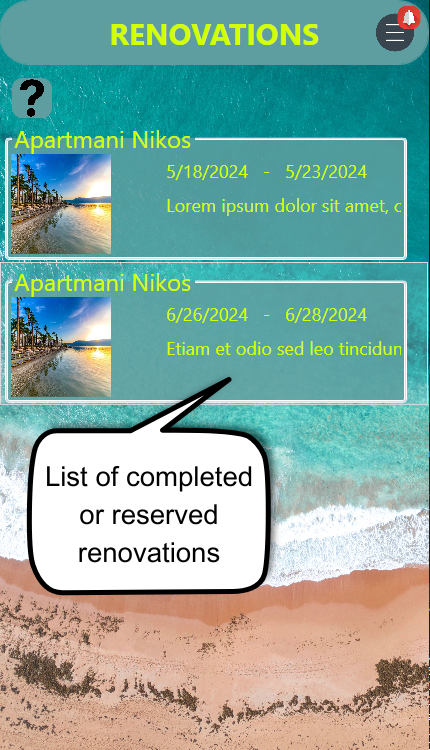 RENOVATIONS
?
Apartmani Nikos
5/18/2024 - 5/23/2024
Lorem ipsum dolor sit amet, c
Apartmani Nikos
6/26/2024 - 6/28/2024
Etiam et odio sed leo tincidun
List of completed
or reserved
renovations